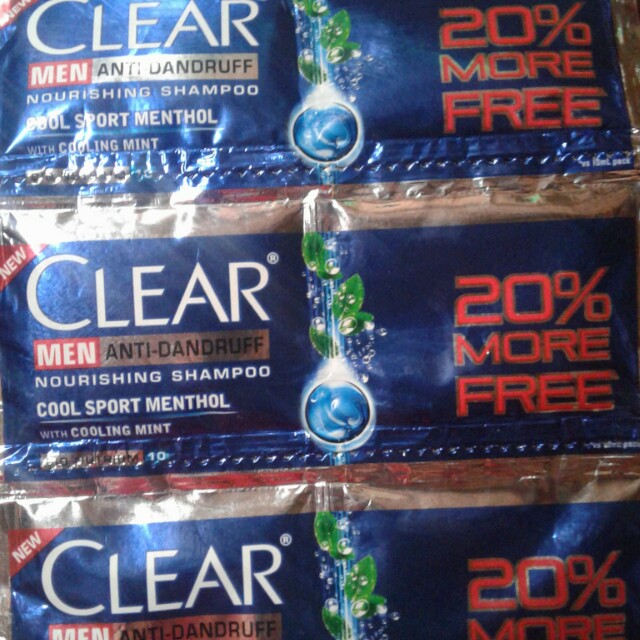 CLEAR
MEN ANTI-DANDRUFF
NOURISHING SHAMPOO
COOL SPORT MENTHOL
WITH COOLING MINT
20%
MORE
FREE
NEW
CLEAR®
MEN ANTI-DANDRUFF
NOURISHING SHAMPOO
COOL SPORT MENTHOL
WITH COOLING MINT
20%
MORE
FREE
NEW
CLEAR®
MEN ANTI-DANDRUFF
20%
MORE